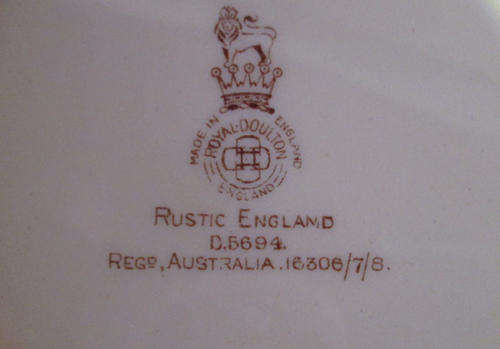 MADE IN ENGLAND
ROYAL·DOULTON
ENGLAND
RUSTIC ENGLAND
D.5694.
REGD, AUSTRALIA.16306/7/8.